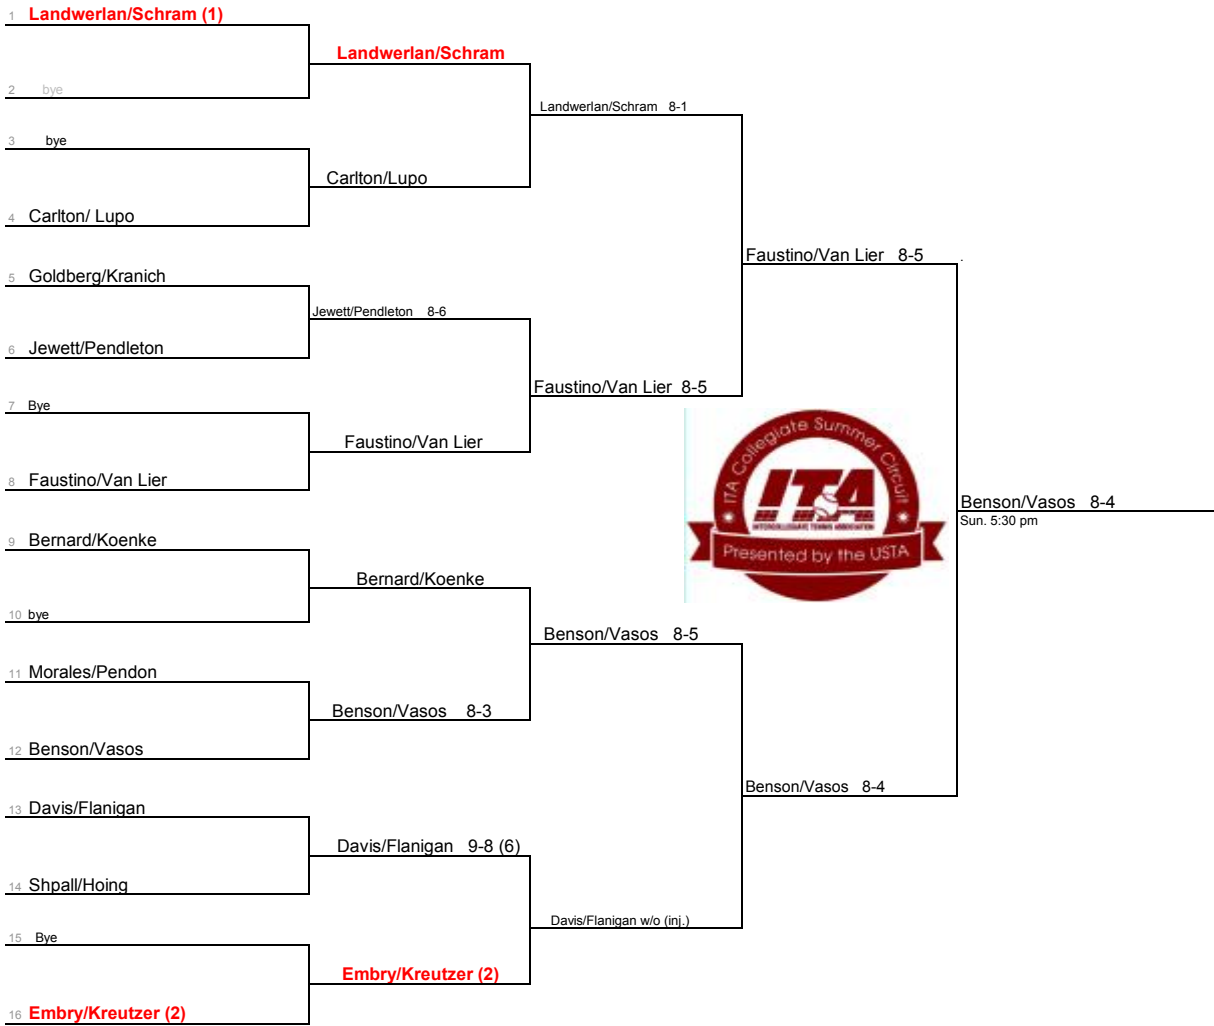 1 Landwerlan/Schram (1)
Landwerlan/Schram
2 bye
Landwerlan/Schram 8-1
3 bye
Carlton/Lupo
4 Carlton/ Lupo
Faustino/Van Lier 8-5 .
5 Goldberg/Kranich
Jewett/Pendleton 8-6
6 Jewett/Pendleton
Faustino/Van Lier 8-5
7 Bye
Faustino/Van Lier
8 Faustino/Van Lier
ITA Collegiate Summer Circuit
ITA
INTERCOLLEGIATE TENNIS ASSOCIATION
Presented by the USTA
Benson/Vasos 8-4
Sun. 5:30 pm
9 Bernard/Koenke
Bernard/Koenke
10 bye
Benson/Vasos 8-5
11 Morales/Pendon
Benson/Vasos 8-3
12 Benson/Vasos
Benson/Vasos 8-4
13 Davis/Flanigan
Davis/Flanigan 9-8 (6)
14 Shpall/Hoing
Davis/Flanigan w/o (inj.)
15 Bye
Embry/Kreutzer (2)
16 Embry/Kreutzer (2)